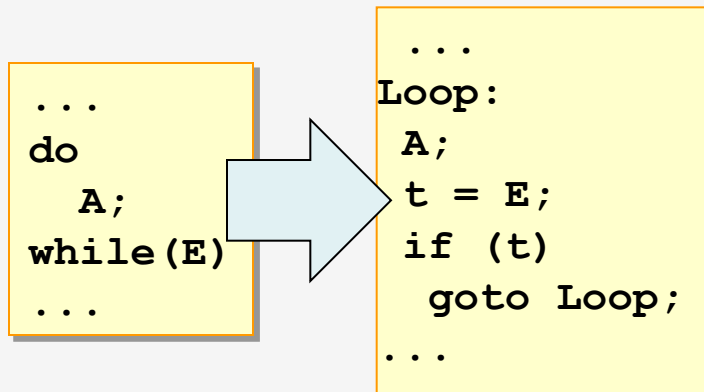 ...
do
A;
while(E)
...
...
Loop:
A;
t = E;
if (t)
goto Loop;
...